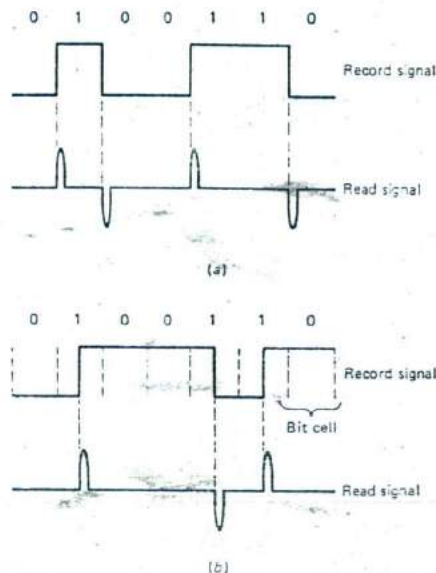 0 1 0 0 1 1 0
Record signal
Read signal
(a)
0 1 0 0 1 1 0
Record signal
Bit cell
Read signal
(b)